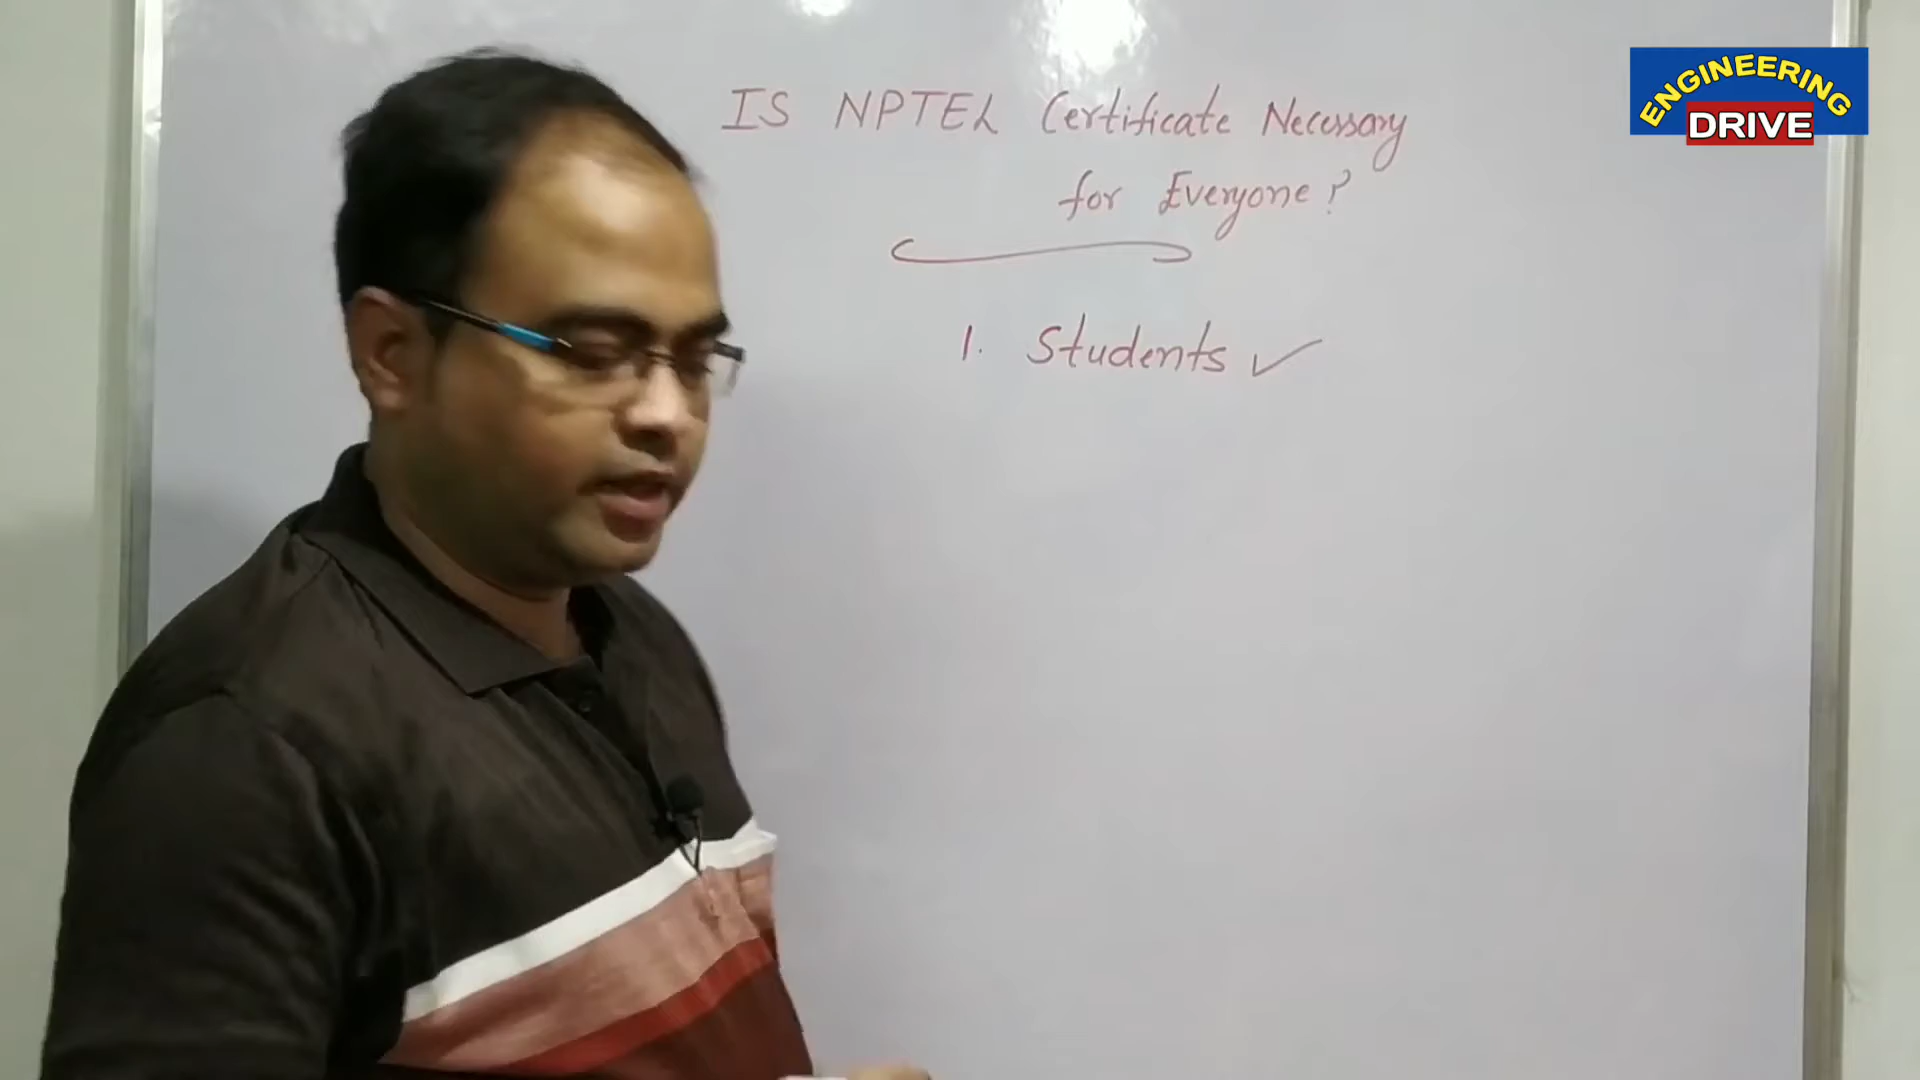 IS NPTEL Certificate Necessary
for Everyone?
1. Students ✓
ENGINEERING
DRIVE